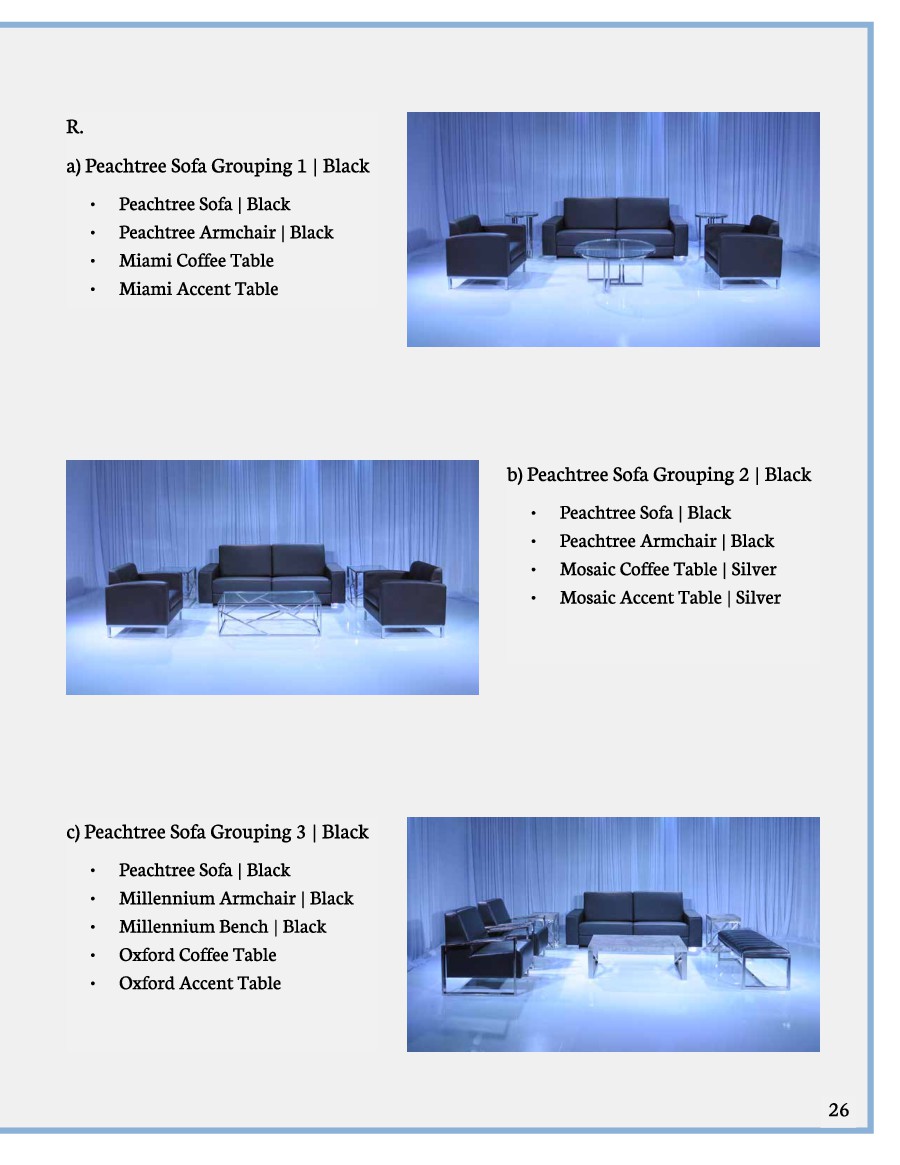 R.
a) Peachtree Sofa Grouping 1 | Black
• Peachtree Sofa | Black
• Peachtree Armchair | Black
• Miami Coffee Table
• Miami Accent Table
b) Peachtree Sofa Grouping 2 | Black
• Peachtree Sofa | Black
• Peachtree Armchair | Black
• Mosaic Coffee Table | Silver
• Mosaic Accent Table | Silver
c) Peachtree Sofa Grouping 3 | Black
• Peachtree Sofa | Black
• Millennium Armchair | Black
• Millennium Bench | Black
• Oxford Coffee Table
• Oxford Accent Table
26